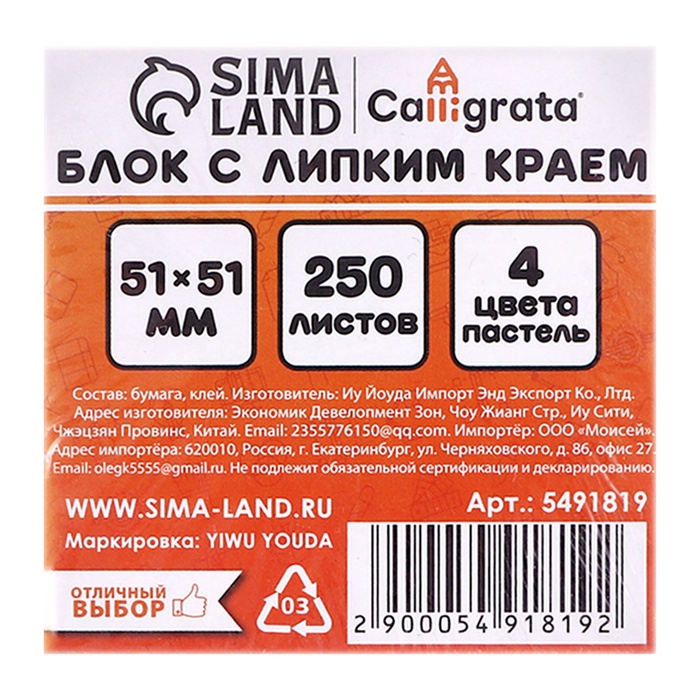 SIMA LAND Calligrata®
БЛОК С ЛИПКИМ КРАЕМ
51×51 ММ
250 ЛИСТОВ
4 ЦВЕТА ПАСТЕЛЬ
Состав: бумага, клей. Изготовитель: Иу Йоуда Импорт Энд Экспорт Ко., Лтд.
Адрес изготовителя: Экономик Девелопмент Зон, Чоу Жианг Стр., Иу Сити,
Чжэцзян Провинс, Китай. Email: 2355776150@qq.com. Импортёр: ООО «Моисей».
Адрес импортёра: 620010, Россия, г. Екатеринбург, ул. Черняховского, д. 86, офис 27.
Email: olegk5555@gmail.ru. Не подлежит обязательной сертификации и декларированию.
WWW.SIMA-LAND.RU Арт.: 5491819
Маркировка: YIWU YOUDA
ОТЛИЧНЫЙ
ВЫБОР
03
2 900054 918192